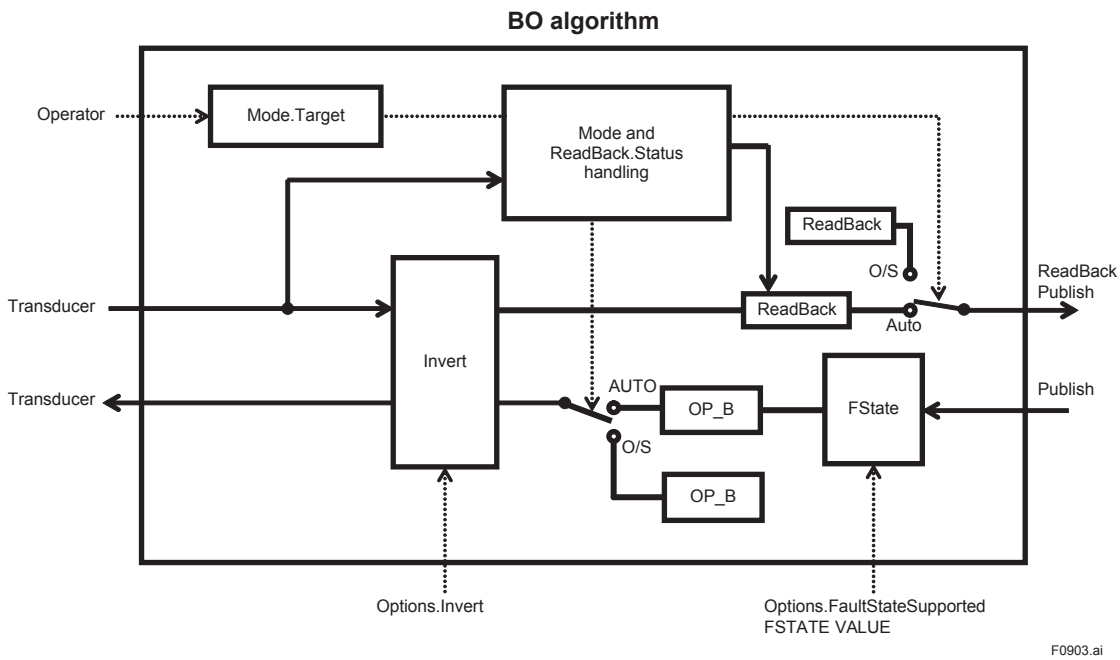 BO algorithm
Operator
Mode.Target
Mode and
ReadBack.Status
handling
ReadBack
O/S
ReadBack
Publish
Transducer
ReadBack
Auto
Invert
Transducer
AUTO
OP_B
FState
Publish
O/S
OP_B
Options.Invert
Options.FaultStateSupported
FSTATE VALUE
F0903.ai